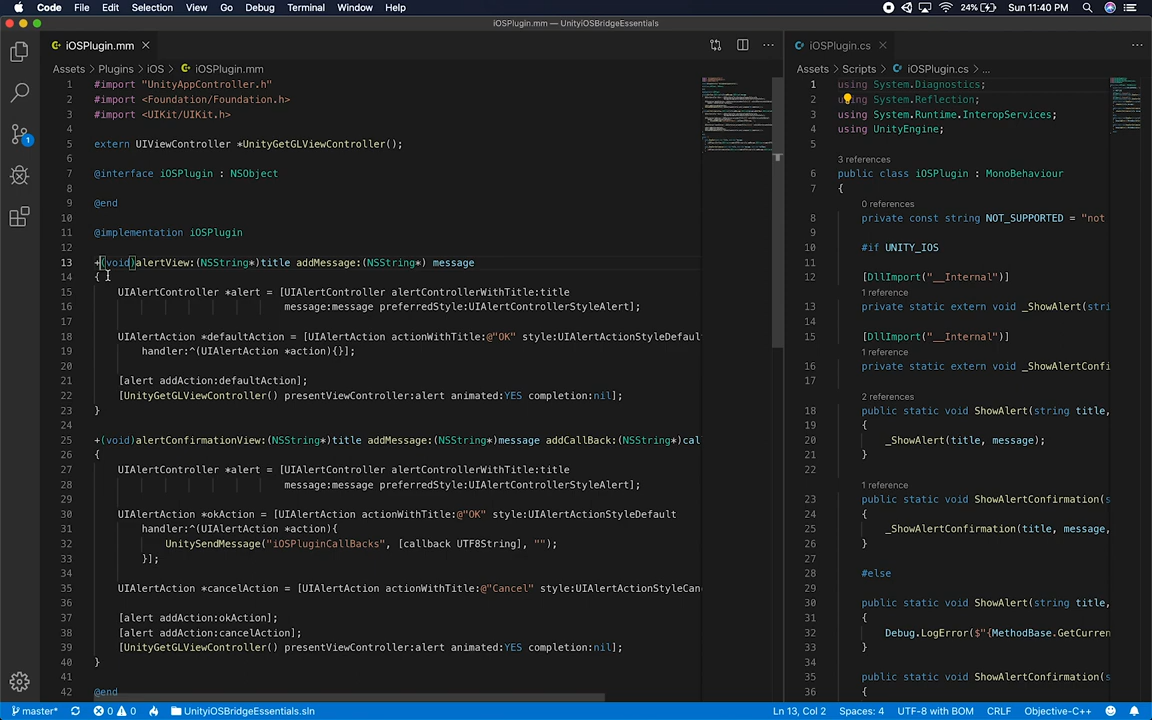 Code File Edit Selection View Go Debug Terminal Window Help 24% Sun 11:40 PM
iOSPlugin.mm — UnityiOSBridgeEssentials
iOSPlugin.mm
Assets > Plugins > iOS > iOSPlugin.mm
1 #import "UnityAppController.h"
2 #import <Foundation/Foundation.h>
3 #import <UIKit/UIKit.h>
4
5 extern UIViewController *UnityGetGLViewController();
6
7 @interface iOSPlugin : NSObject
8
9 @end
10
11 @implementation iOSPlugin
12
13 +(void)alertView:(NSString*)title addMessage:(NSString*) message
14 {
15 UIAlertController *alert = [UIAlertController alertControllerWithTitle:title
16 message:message preferredStyle:UIAlertControllerStyleAlert];
17
18 UIAlertAction *defaultAction = [UIAlertAction actionWithTitle:@"OK" style:UIAlertActionStyleDefaul
19 handler:^(UIAlertAction *action){}];
20
21 [alert addAction:defaultAction];
22 [UnityGetGLViewController() presentViewController:alert animated:YES completion:nil];
23 }
24
25 +(void)alertConfirmationView:(NSString*)title addMessage:(NSString*)message addCallBack:(NSString*)cal
26 {
27 UIAlertController *alert = [UIAlertController alertControllerWithTitle:title
28 message:message preferredStyle:UIAlertControllerStyleAlert];
29
30 UIAlertAction *okAction = [UIAlertAction actionWithTitle:@"OK" style:UIAlertActionStyleDefault
31 handler:^(UIAlertAction *action){
32 UnitySendMessage("iOSPluginCallBacks", [callback UTF8String], "");
33 }];
34
35 UIAlertAction *cancelAction = [UIAlertAction actionWithTitle:@"Cancel" style:UIAlertActionStyleCan
36
37 [alert addAction:okAction];
38 [alert addAction:cancelAction];
39 [UnityGetGLViewController() presentViewController:alert animated:YES completion:nil];
40 }
41
42 @end
iOSPlugin.cs
Assets > Scripts > iOSPlugin.cs > ...
1 using System.Diagnostics;
2 using System.Reflection;
3 using System.Runtime.InteropServices;
4 using UnityEngine;
5
3 references
6 public class iOSPlugin : MonoBehaviour
7 {
0 references
8 private const string NOT_SUPPORTED = "not
9
10 #if UNITY_IOS
11
12 [DllImport("__Internal")]
1 reference
13 private static extern void _ShowAlert(stri
14
15 [DllImport("__Internal")]
1 reference
16 private static extern void _ShowAlertConfi
17
2 references
18 public static void ShowAlert(string title,
19 {
20 _ShowAlert(title, message);
21 }
22
1 reference
23 public static void ShowAlertConfirmation(s
24 {
25 _ShowAlertConfirmation(title, message,
26 }
27
28 #else
29
30 public static void ShowAlert(string title,
31 {
32 Debug.LogError($"{MethodBase.GetCurren
33 }
34
35 public static void ShowAlertConfirmation(s
36 {
1
master* 0 0 UnityiOSBridgeEssentials.sln Ln 13, Col 2 Spaces: 4 UTF-8 with BOM CRLF Objective-C++